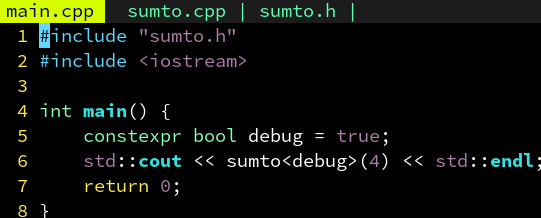 main.cpp sumto.cpp | sumto.h |
1 #include "sumto.h"
2 #include <iostream>
3
4 int main() {
5     constexpr bool debug = true;
6     std::cout << sumto<debug>(4) << std::endl;
7     return 0;
8 }